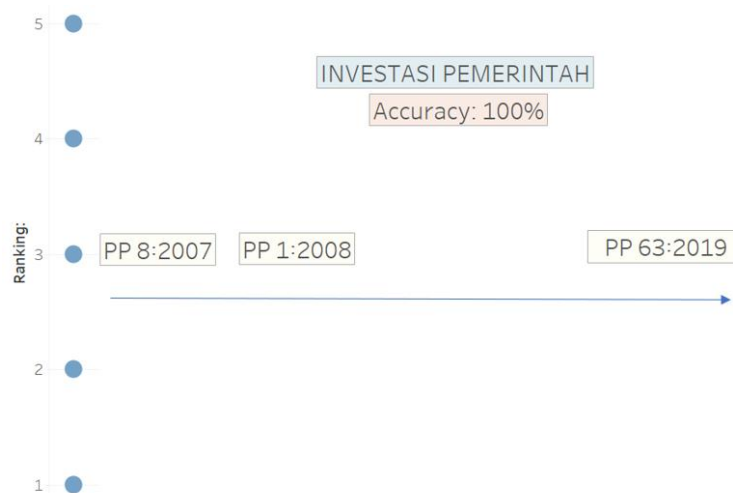 5
INVESTASI PEMERINTAH
Accuracy: 100%
4
Ranking:
3
PP 8:2007
PP 1:2008
PP 63:2019
2
1